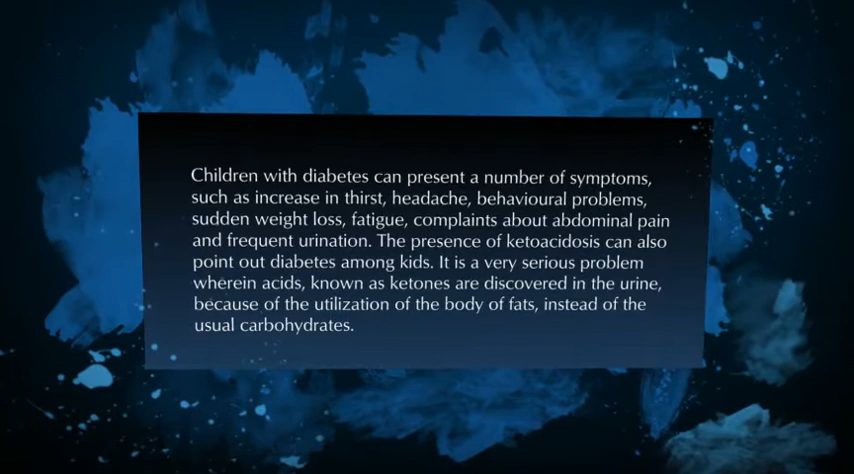 Children with diabetes can present a number of symptoms,
such as increase in thirst, headache, behavioural problems,
sudden weight loss, fatigue, complaints about abdominal pain
and frequent urination. The presence of ketoacidosis can also
point out diabetes among kids. It is a very serious problem
wherein acids, known as ketones are discovered in the urine,
because of the utilization of the body of fats, instead of the
usual carbohydrates.